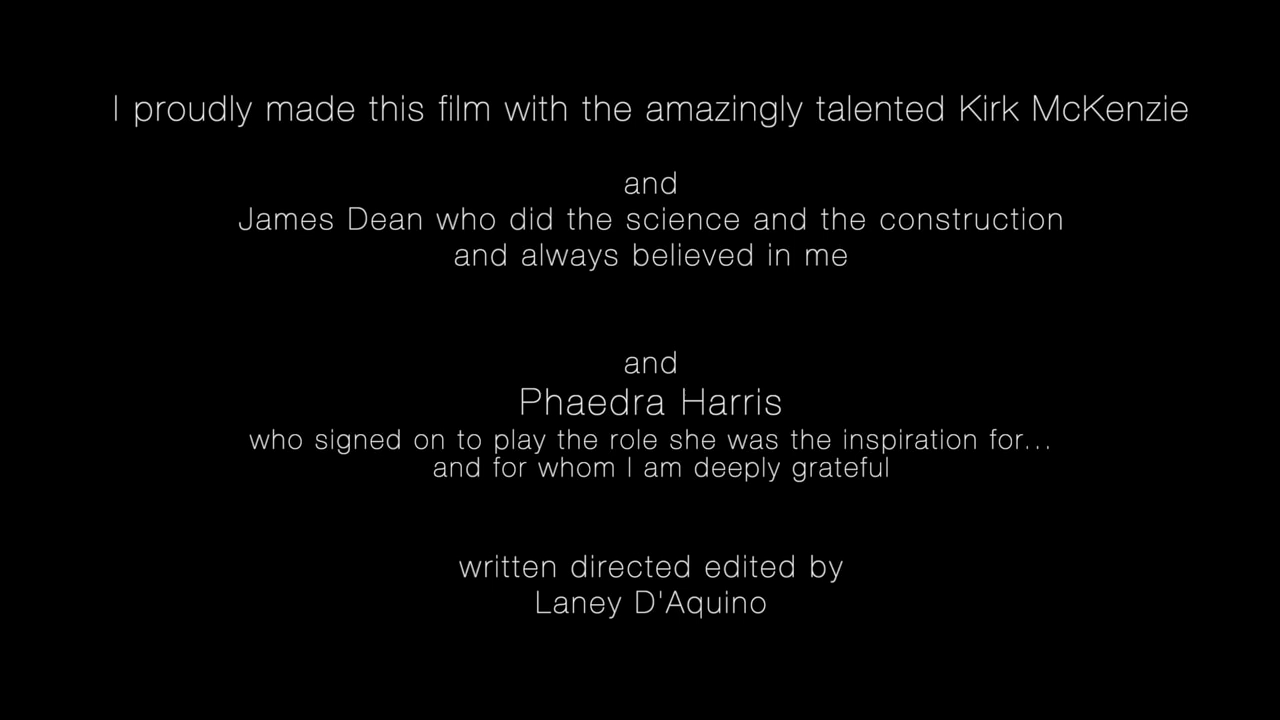 I proudly made this film with the amazingly talented Kirk McKenzie
and
James Dean who did the science and the construction
and always believed in me
and
Phaedra Harris
who signed on to play the role she was the inspiration for...
and for whom I am deeply grateful
written directed edited by
Laney D'Aquino